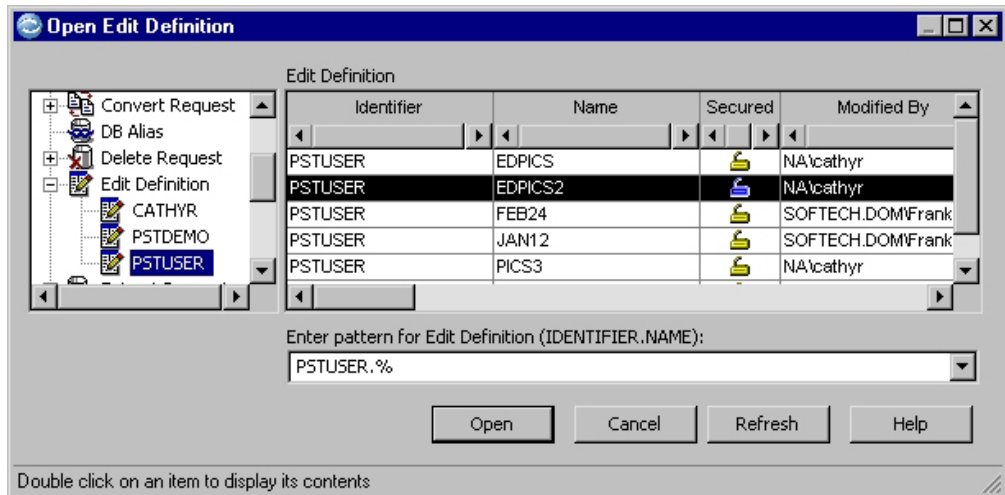 Open Edit Definition
Edit Definition
Convert Request
DB Alias
Delete Request
Edit Definition
CATHYR
PSTDEMO
PSTUSER
Identifier Name Secured Modified By
PSTUSER EDPICS NA\cathyr
PSTUSER EDPICS2 NA\cathyr
PSTUSER FEB24 SOFTECH.DOM\Frank
PSTUSER JAN12 SOFTECH.DOM\Frank
PSTUSER PICS3 NA\cathyr
Enter pattern for Edit Definition (IDENTIFIER.NAME):
PSTUSER.%
Open Cancel Refresh Help
Double click on an item to display its contents